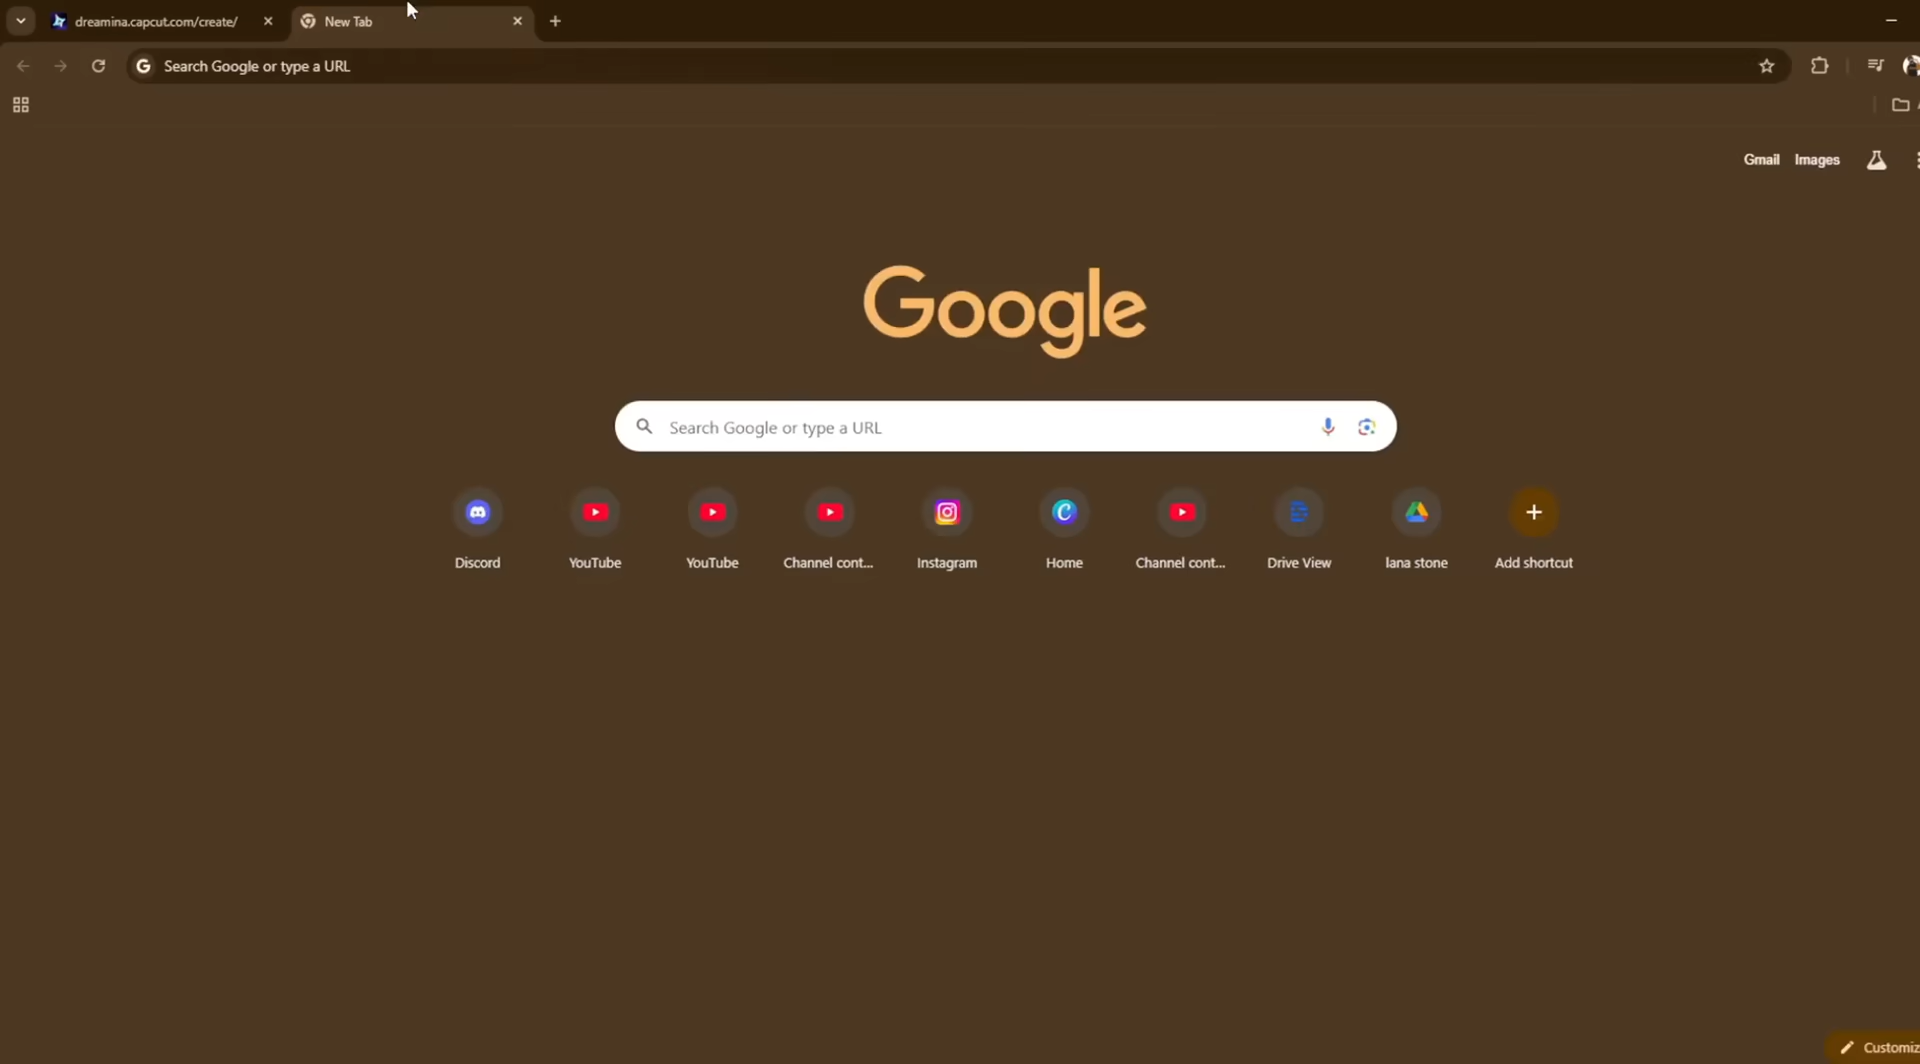 dreamina.capcut.com/create/
New Tab
Search Google or type a URL
Gmail Images
Google
Search Google or type a URL
Discord
YouTube
YouTube
Channel cont...
Instagram
Home
Channel cont...
Drive View
lana stone
Add shortcut
Customiz